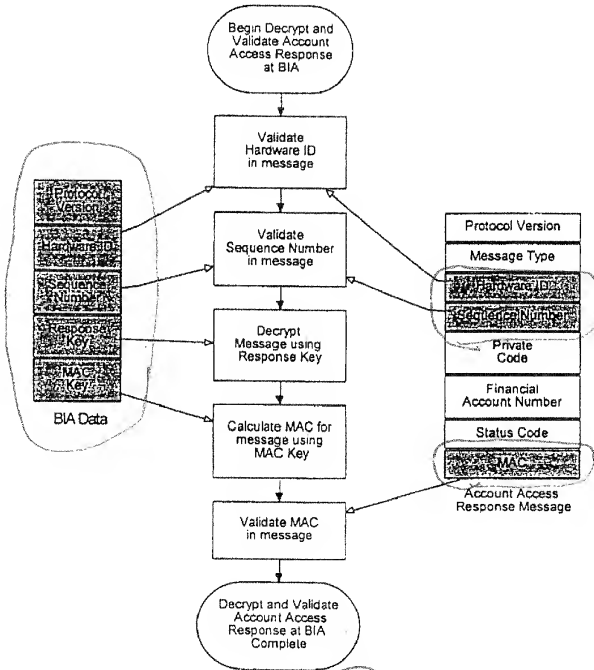 Begin Decrypt and
Validate Account
Access Response
at BIA
Validate
Hardware ID
in message
Protocol
Version
Hardware ID
Sequence
Number
Response
Key
MAC
Key
BIA Data
Validate
Sequence Number
in message
Decrypt
Message using
Response Key
Calculate MAC for
message using
MAC Key
Validate MAC
in message
Decrypt and Validate
Account Access
Response at BIA
Complete
Protocol Version
Message Type
Hardware ID
Sequence Number
Private
Code
Financial
Account Number
Status Code
MAC
Account Access
Response Message